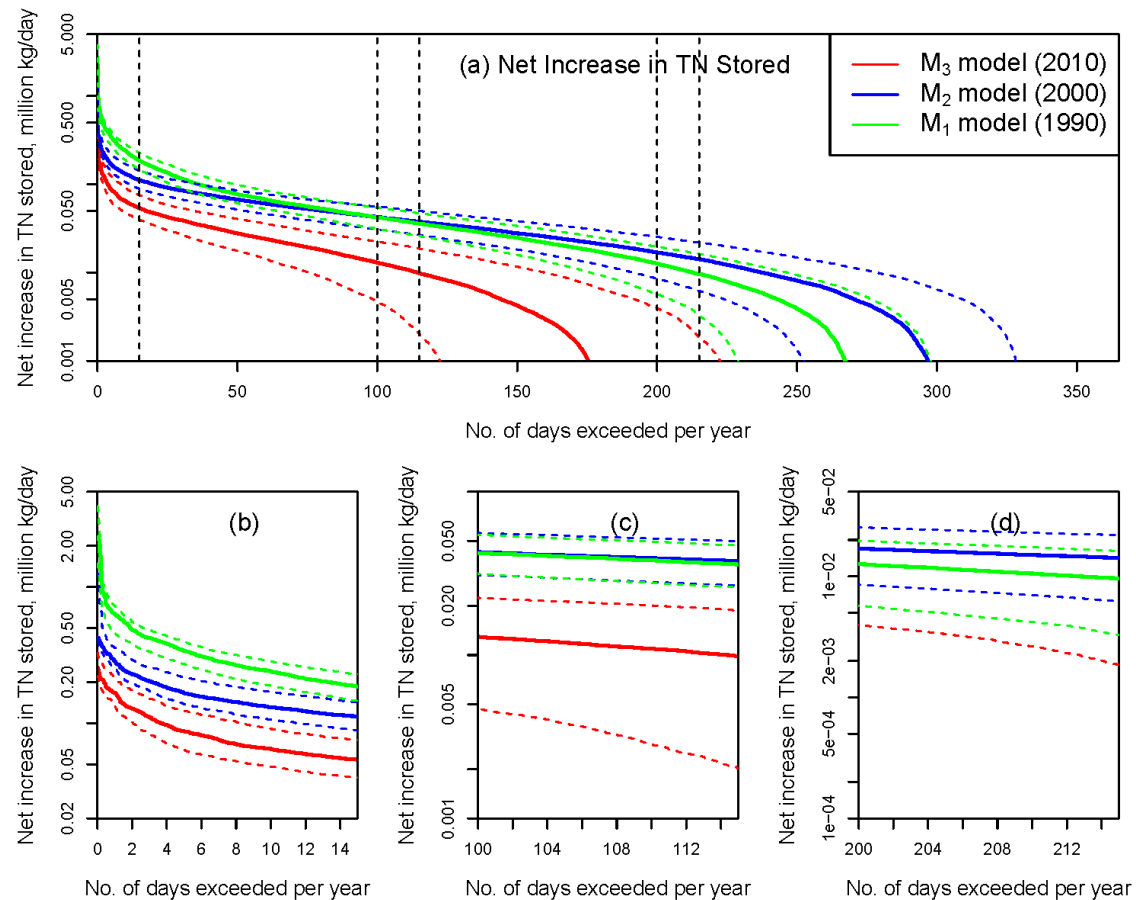 (a) Net Increase in TN Stored
M₃ model (2010)
M₂ model (2000)
M₁ model (1990)
Net increase in TN stored, million kg/day
5.000
0.500
0.050
0.005
0.001
0 50 100 150 200 250 300 350
No. of days exceeded per year
(b)
Net increase in TN stored, million kg/day
5.00
2.00
0.50
0.20
0.05
0.02
0 2 4 6 8 10 12 14
No. of days exceeded per year
(c)
Net increase in TN stored, million kg/day
0.050
0.020
0.005
0.001
100 104 108 112
No. of days exceeded per year
(d)
Net increase in TN stored, million kg/day
5e−02
1e−02
2e−03
5e−04
1e−04
200 204 208 212
No. of days exceeded per year